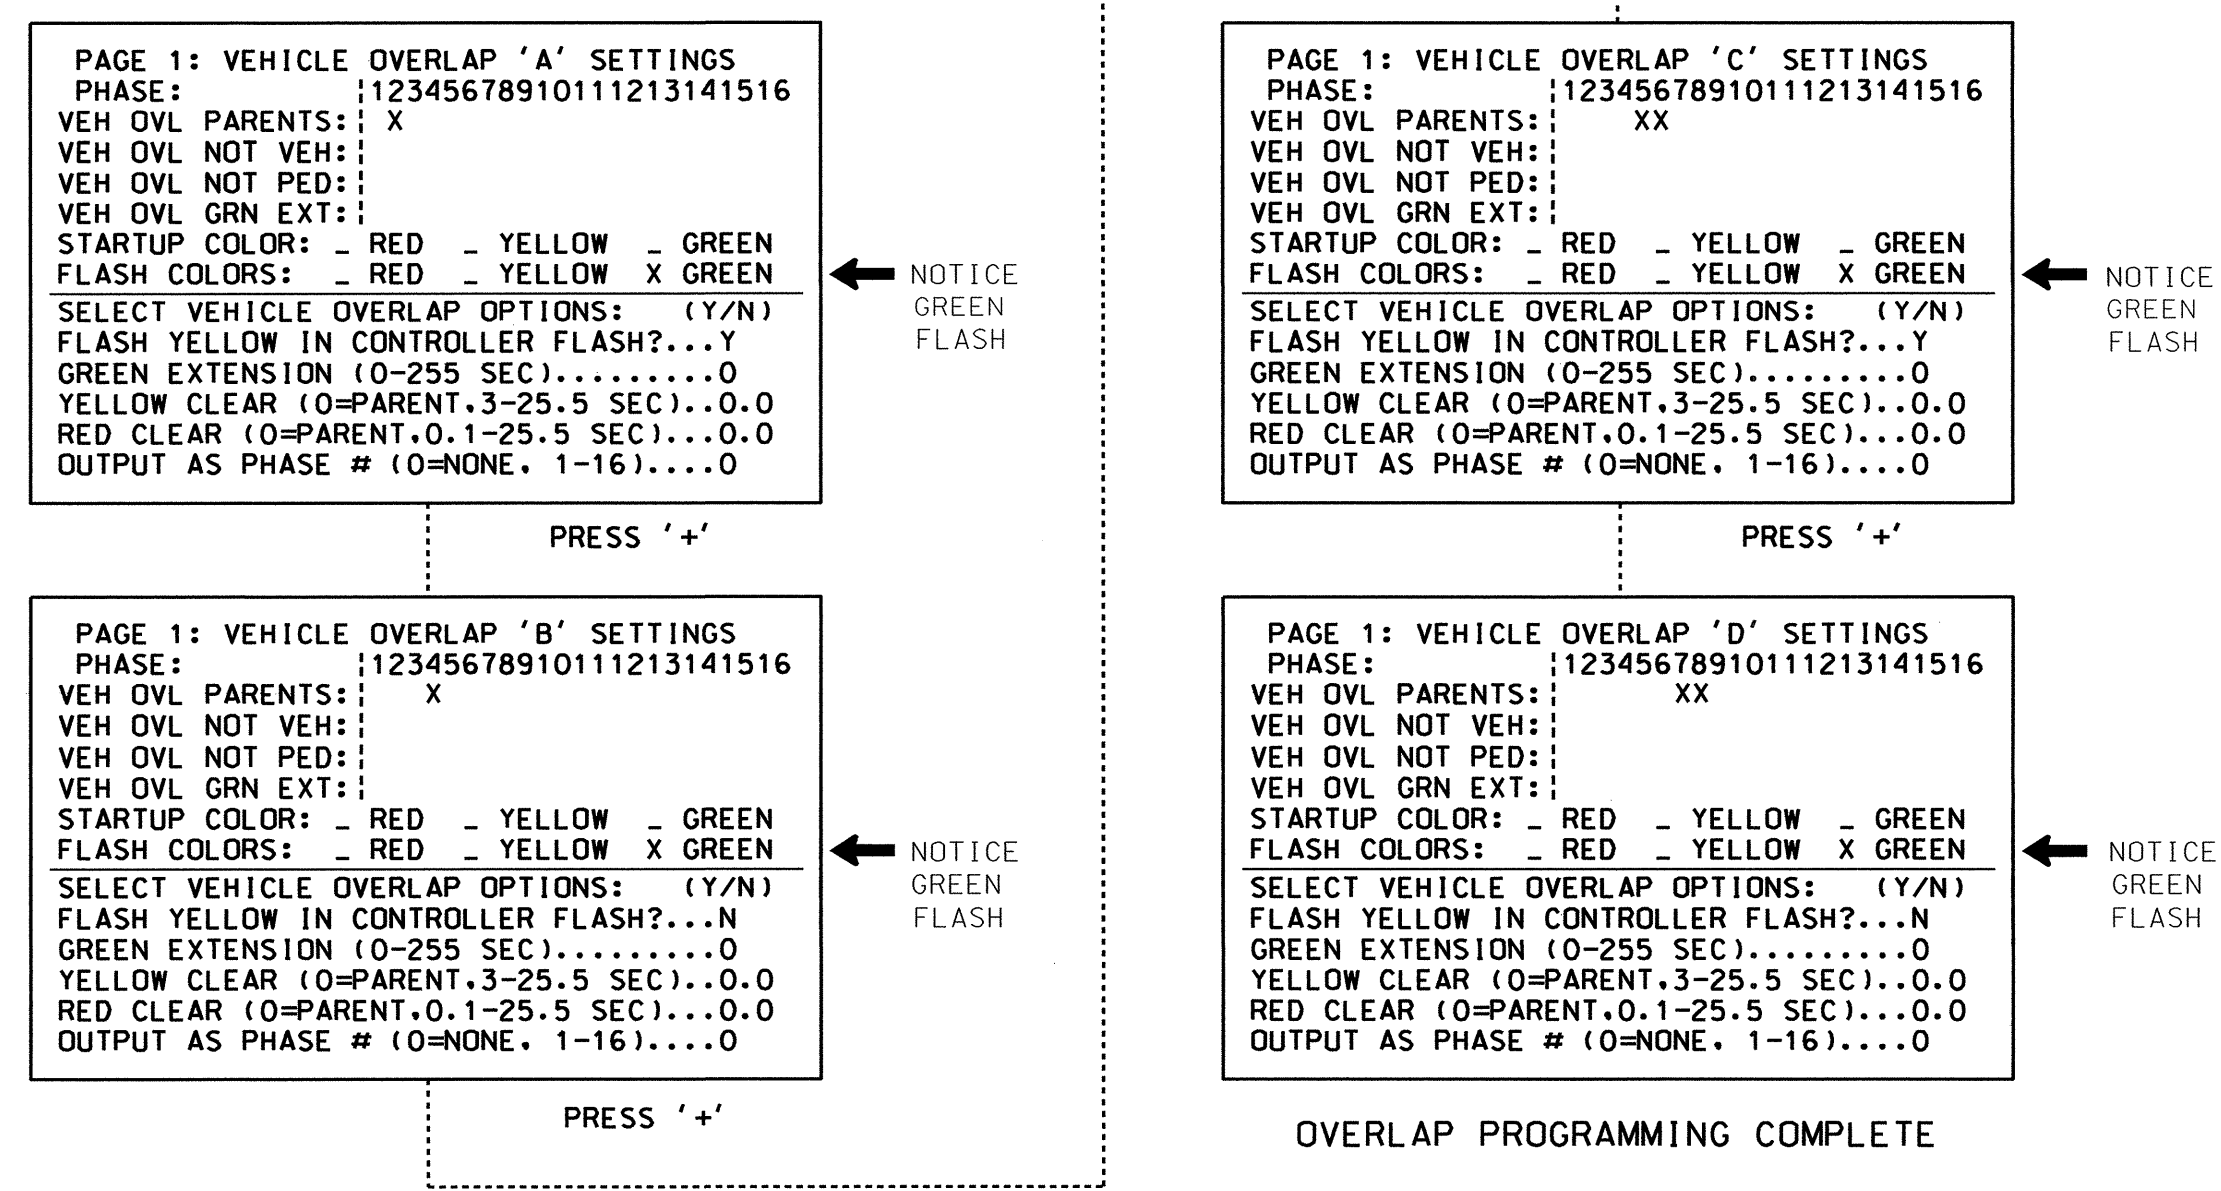 PAGE 1: VEHICLE OVERLAP 'A' SETTINGS
PHASE: ¦12345678910111213141516
VEH OVL PARENTS:¦ X
VEH OVL NOT VEH:¦
VEH OVL NOT PED:¦
VEH OVL GRN EXT:¦
STARTUP COLOR: _ RED _ YELLOW _ GREEN
FLASH COLORS: _ RED _ YELLOW X GREEN
NOTICE
GREEN
FLASH
SELECT VEHICLE OVERLAP OPTIONS: (Y/N)
FLASH YELLOW IN CONTROLLER FLASH?...Y
GREEN EXTENSION (0-255 SEC).........0
YELLOW CLEAR (0=PARENT,3-25.5 SEC)..0.0
RED CLEAR (0=PARENT,0.1-25.5 SEC)...0.0
OUTPUT AS PHASE # (0=NONE, 1-16)....0
PRESS '+'
PAGE 1: VEHICLE OVERLAP 'B' SETTINGS
PHASE: ¦12345678910111213141516
VEH OVL PARENTS:¦ X
VEH OVL NOT VEH:¦
VEH OVL NOT PED:¦
VEH OVL GRN EXT:¦
STARTUP COLOR: _ RED _ YELLOW _ GREEN
FLASH COLORS: _ RED _ YELLOW X GREEN
NOTICE
GREEN
FLASH
SELECT VEHICLE OVERLAP OPTIONS: (Y/N)
FLASH YELLOW IN CONTROLLER FLASH?...N
GREEN EXTENSION (0-255 SEC).........0
YELLOW CLEAR (0=PARENT,3-25.5 SEC)..0.0
RED CLEAR (0=PARENT,0.1-25.5 SEC)...0.0
OUTPUT AS PHASE # (0=NONE, 1-16)....0
PRESS '+'
PAGE 1: VEHICLE OVERLAP 'C' SETTINGS
PHASE: ¦12345678910111213141516
VEH OVL PARENTS:¦ XX
VEH OVL NOT VEH:¦
VEH OVL NOT PED:¦
VEH OVL GRN EXT:¦
STARTUP COLOR: _ RED _ YELLOW _ GREEN
FLASH COLORS: _ RED _ YELLOW X GREEN
NOTICE
GREEN
FLASH
SELECT VEHICLE OVERLAP OPTIONS: (Y/N)
FLASH YELLOW IN CONTROLLER FLASH?...Y
GREEN EXTENSION (0-255 SEC).........0
YELLOW CLEAR (0=PARENT,3-25.5 SEC)..0.0
RED CLEAR (0=PARENT,0.1-25.5 SEC)...0.0
OUTPUT AS PHASE # (0=NONE, 1-16)....0
PRESS '+'
PAGE 1: VEHICLE OVERLAP 'D' SETTINGS
PHASE: ¦12345678910111213141516
VEH OVL PARENTS:¦ XX
VEH OVL NOT VEH:¦
VEH OVL NOT PED:¦
VEH OVL GRN EXT:¦
STARTUP COLOR: _ RED _ YELLOW _ GREEN
FLASH COLORS: _ RED _ YELLOW X GREEN
NOTICE
GREEN
FLASH
SELECT VEHICLE OVERLAP OPTIONS: (Y/N)
FLASH YELLOW IN CONTROLLER FLASH?...N
GREEN EXTENSION (0-255 SEC).........0
YELLOW CLEAR (0=PARENT,3-25.5 SEC)..0.0
RED CLEAR (0=PARENT,0.1-25.5 SEC)...0.0
OUTPUT AS PHASE # (0=NONE, 1-16)....0
OVERLAP PROGRAMMING COMPLETE